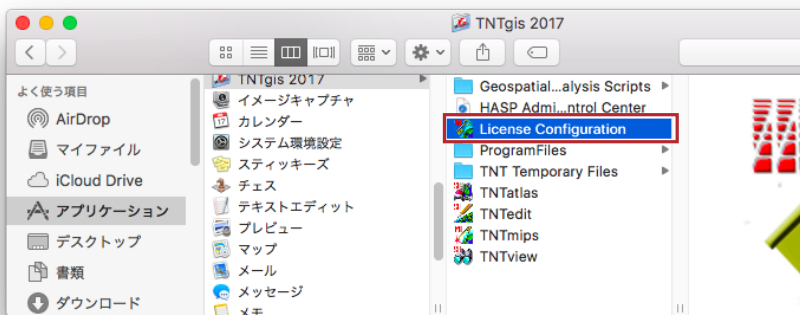 TNTgis 2017
よく使う項目
AirDrop
マイファイル
iCloud Drive
アプリケーション
デスクトップ
書類
ダウンロード
TNTgis 2017
イメージキャプチャ
カレンダー
システム環境設定
スティッキーズ
チェス
テキストエディット
プレビュー
マップ
メール
メッセージ
メモ
Geospatial...alysis Scripts
HASP Admi...ntrol Center
License Configuration
ProgramFiles
TNT Temporary Files
TNTatlas
TNTedit
TNTmips
TNTview